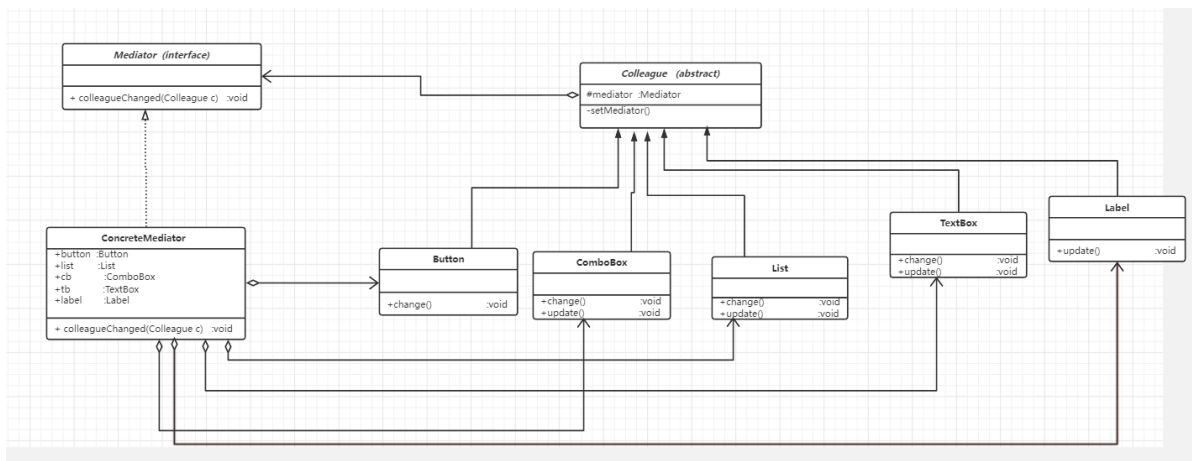 Mediator (interface)
+ colleagueChanged(Colleague c) :void
Colleague (abstract)
#mediator :Mediator
-setMediator()
ConcreteMediator
+button :Button
+list :List
+cb :ComboBox
+tb :TextBox
+label :Label
+ colleagueChanged(Colleague c) :void
Button
+change() :void
ComboBox
+change() :void
+update() :void
List
+change() :void
+update() :void
TextBox
+change() :void
+update() :void
Label
+update() :void